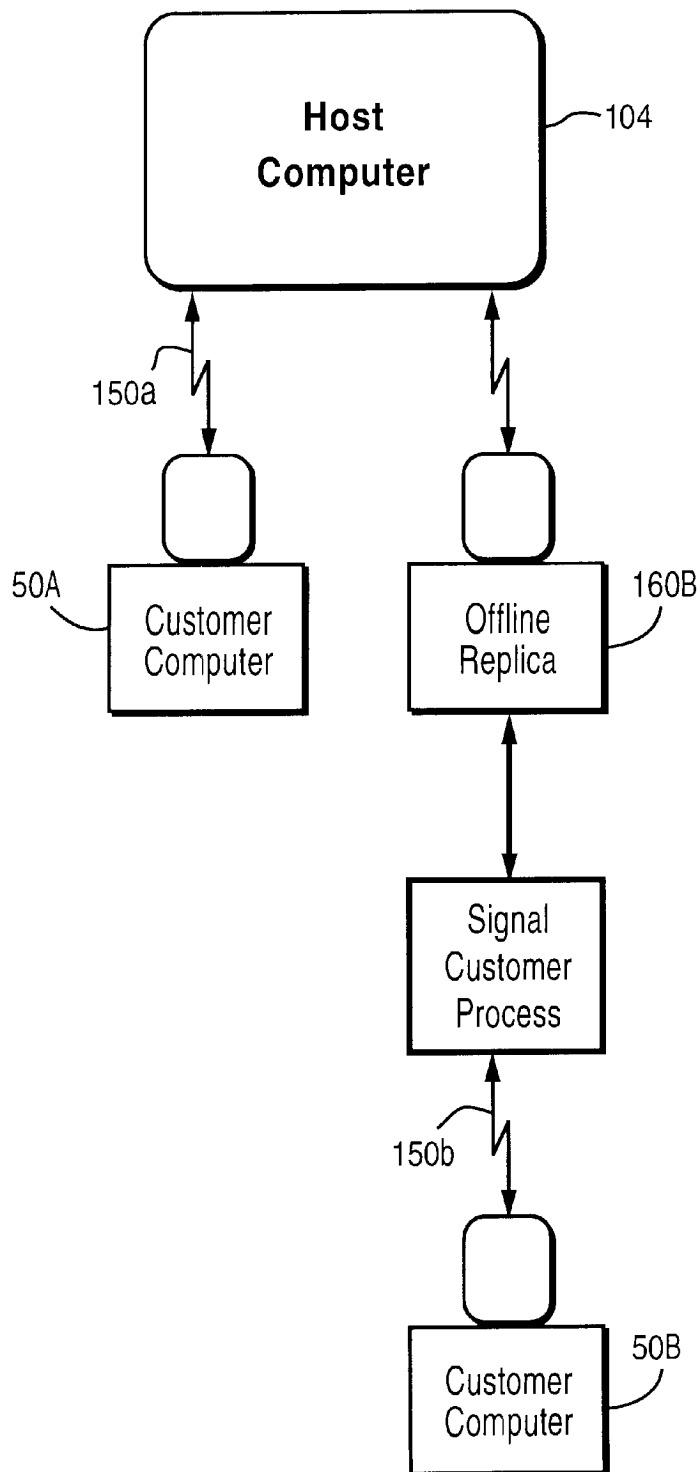 Host
Computer
104
150a
50A
Customer
Computer
Offline
Replica
160B
Signal
Customer
Process
150b
50B
Customer
Computer